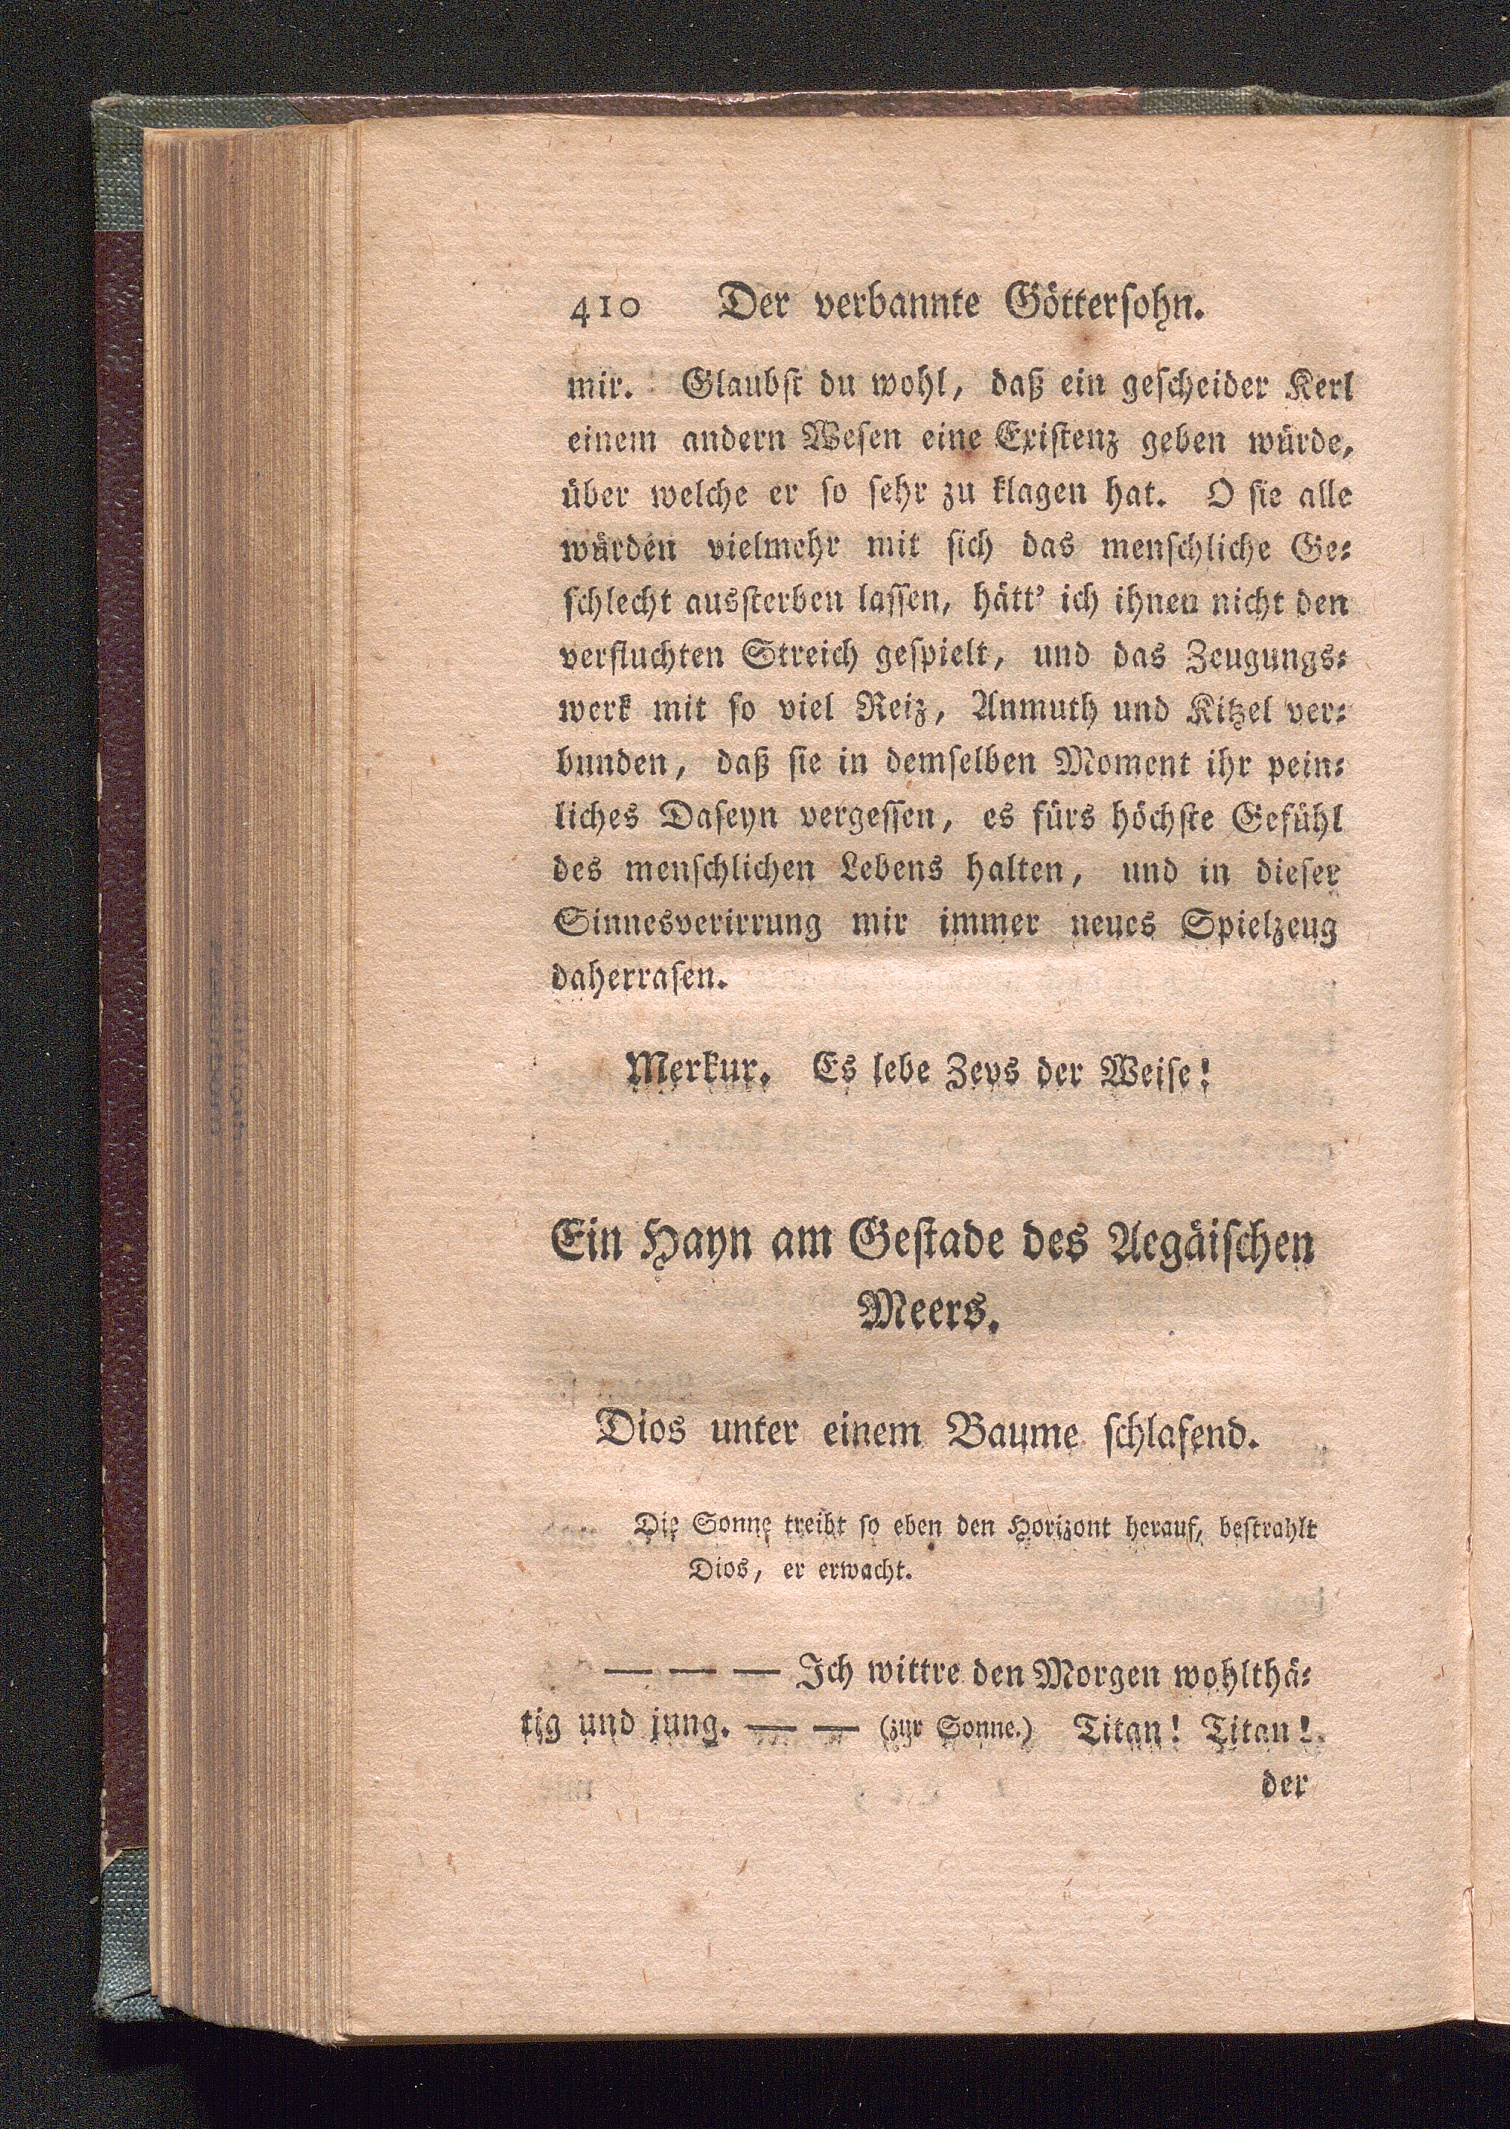 410 Der verbannte Götterſohn.
mir. Glaubſt du wohl, daß ein geſcheider Kerl
einem andern Weſen eine Exiſtenz geben würde,
über welche er ſo ſehr zu klagen hat. O ſie alle
würden vielmehr mit ſich das menſchliche Ge⸗
ſchlecht ausſterben laſſen, hätt’ ich ihnen nicht den
verfluchten Streich geſpielt, und das Zeugungs⸗
werk mit ſo viel Reiz, Anmuth und Kitzel ver⸗
bunden, daß ſie in demſelben Moment ihr pein⸗
liches Daſeyn vergeſſen, es fürs höchſte Gefühl
des menſchlichen Lebens halten, und in dieſer
Sinnesverirrung mir immer neues Spielzeug
daherraſen.
Merkur. Es lebe Zevs der Weiſe!
Ein Hayn am Geſtade des Aegäiſchen
Meers.
Dios unter einem Baume ſchlafend.
Die Sonne treibt ſo eben den Horizont herauf, beſtrahlt
Dios, er erwacht.
— — — Ich wittre den Morgen wohlthä⸗
tig und jung. — — (zur Sonne.) Titan! Titan!
der